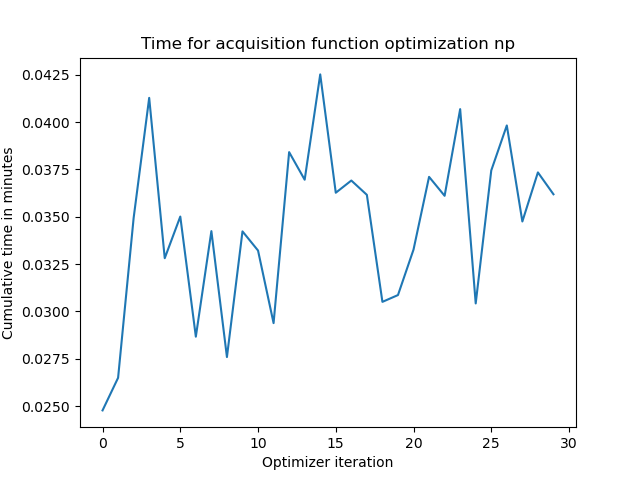 Time for acquisition function optimization np
Cumulative time in minutes
0.0425
0.0400
0.0375
0.0350
0.0325
0.0300
0.0275
0.0250
0 5 10 15 20 25 30
Optimizer iteration